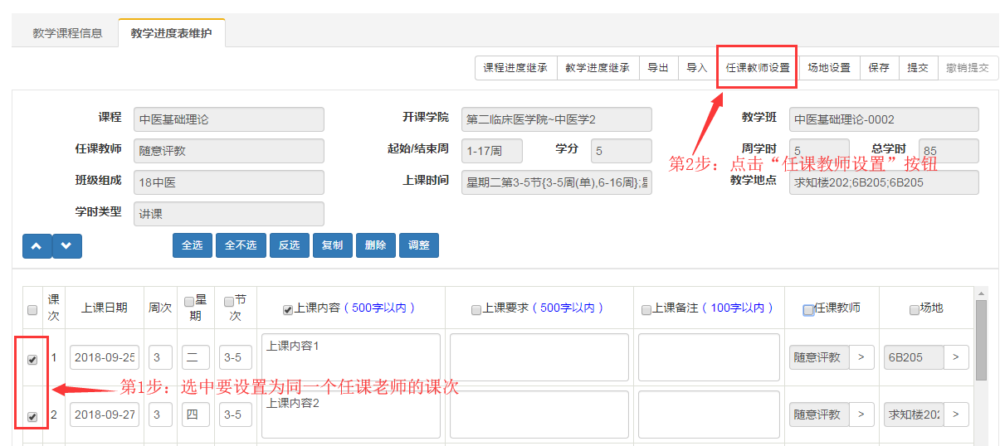 教学课程信息 教学进度表维护
课程进度继承 教学进度继承 导出 导入 任课教师设置 场地设置 保存 提交 撤销提交
课程 中医基础理论 开课学院 第二临床医学院~中医学2 教学班 中医基础理论-0002
任课教师 随意评教 起始/结束周 1-17周 学分 5 周学时 5 总学时 85
第2步：点击“任课教师设置”按钮
班级组成 18中医 上课时间 星期二第3-5节{3-5周(单),6-16周};星 教学地点 求知楼202;6B205;6B205
学时类型 讲课
全选 全不选 反选 复制 删除 调整
课次 上课日期 周次 星期 节次 上课内容（500字以内） 上课要求（500字以内） 上课备注（100字以内） 任课教师 场地
1 2018-09-25 3 二 3-5 上课内容1 随意评教 > 6B205 >
第1步：选中要设置为同一个任课老师的课次
2 2018-09-27 3 四 3-5 上课内容2 随意评教 > 求知楼202 >